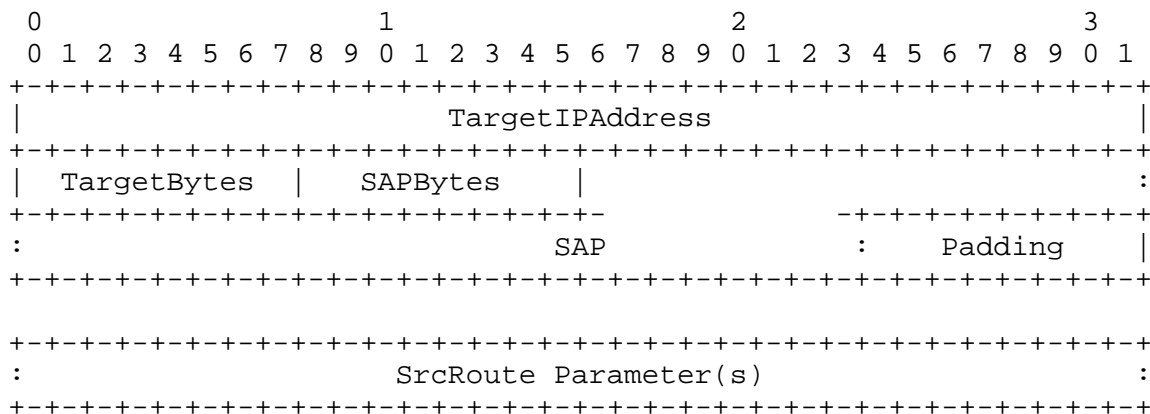 0                   1                   2                   3
 0 1 2 3 4 5 6 7 8 9 0 1 2 3 4 5 6 7 8 9 0 1 2 3 4 5 6 7 8 9 0 1
+-+-+-+-+-+-+-+-+-+-+-+-+-+-+-+-+-+-+-+-+-+-+-+-+-+-+-+-+-+-+-+-+
|                        TargetIPAddress                        |
+-+-+-+-+-+-+-+-+-+-+-+-+-+-+-+-+-+-+-+-+-+-+-+-+-+-+-+-+-+-+-+-+
|  TargetBytes  |   SAPBytes    |                               :
+-+-+-+-+-+-+-+-+-+-+-+-+-+-+-+-+-             -+-+-+-+-+-+-+-+-+
:                              SAP              :    Padding    |
+-+-+-+-+-+-+-+-+-+-+-+-+-+-+-+-+-+-+-+-+-+-+-+-+-+-+-+-+-+-+-+-+

+-+-+-+-+-+-+-+-+-+-+-+-+-+-+-+-+-+-+-+-+-+-+-+-+-+-+-+-+-+-+-+-+
:                     SrcRoute Parameter(s)                     :
+-+-+-+-+-+-+-+-+-+-+-+-+-+-+-+-+-+-+-+-+-+-+-+-+-+-+-+-+-+-+-+-+